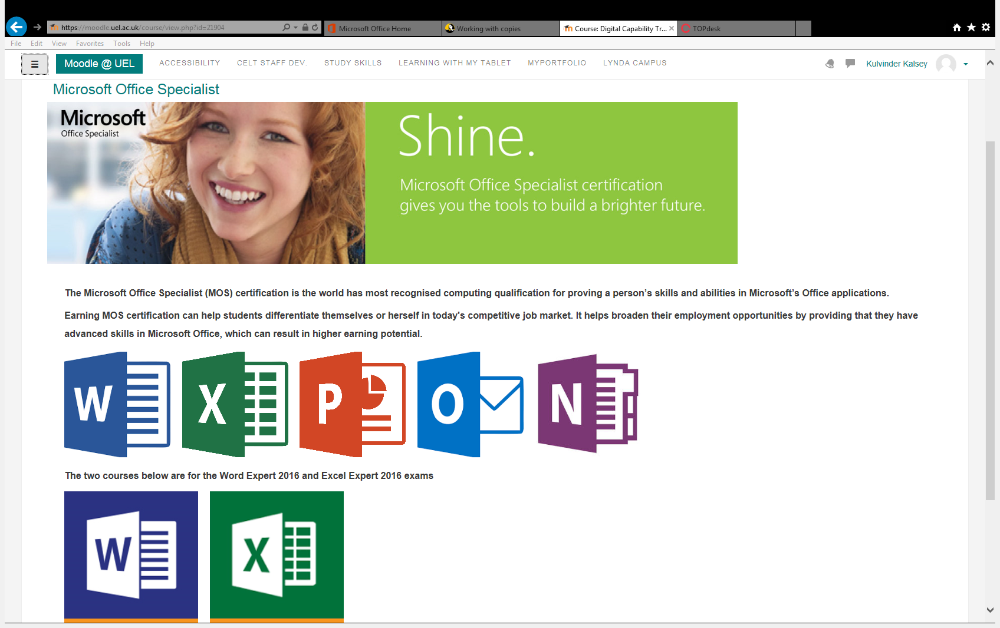 https://moodle.uel.ac.uk/course/view.php?id=21904
Microsoft Office Home
Working with copies
Course: Digital Capability Tr...
TOPdesk
File Edit View Favorites Tools Help
Moodle @ UEL
ACCESSIBILITY
CELT STAFF DEV.
STUDY SKILLS
LEARNING WITH MY TABLET
MYPORTFOLIO
LYNDA CAMPUS
Kulvinder Kalsey
Microsoft Office Specialist
Microsoft
Office Specialist
Shine.
Microsoft Office Specialist certification
gives you the tools to build a brighter future.
The Microsoft Office Specialist (MOS) certification is the world has most recognised computing qualification for proving a person’s skills and abilities in Microsoft’s Office applications.
Earning MOS certification can help students differentiate themselves or herself in today's competitive job market. It helps broaden their employment opportunities by providing that they have
advanced skills in Microsoft Office, which can result in higher earning potential.
W X P O N
The two courses below are for the Word Expert 2016 and Excel Expert 2016 exams
W X